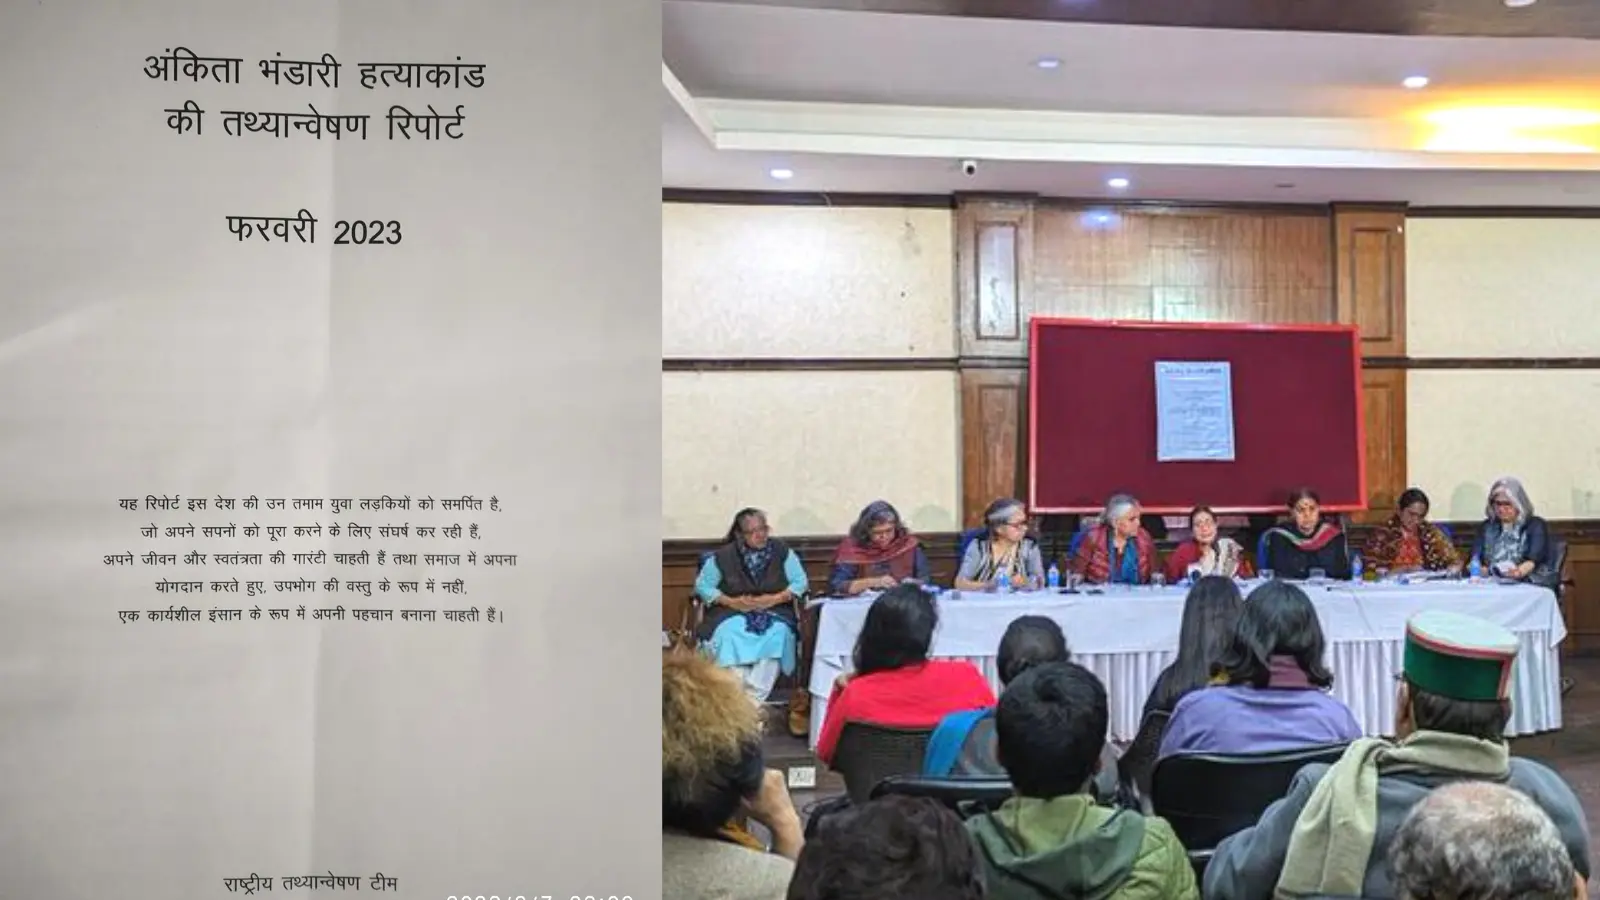 अंकिता भंडारी हत्याकांड
की तथ्यान्वेषण रिपोर्ट
फरवरी 2023
यह रिपोर्ट इस देश की उन तमाम युवा लड़कियों को समर्पित है,
जो अपने सपनों को पूरा करने के लिए संघर्ष कर रही हैं,
अपने जीवन और स्वतंत्रता की गारंटी चाहती हैं तथा समाज में अपना
योगदान करते हुए, उपभोग की वस्तु के रूप में नहीं,
एक कार्यशील इंसान के रूप में अपनी पहचान बनाना चाहती हैं।
राष्ट्रीय तथ्यान्वेषण टीम